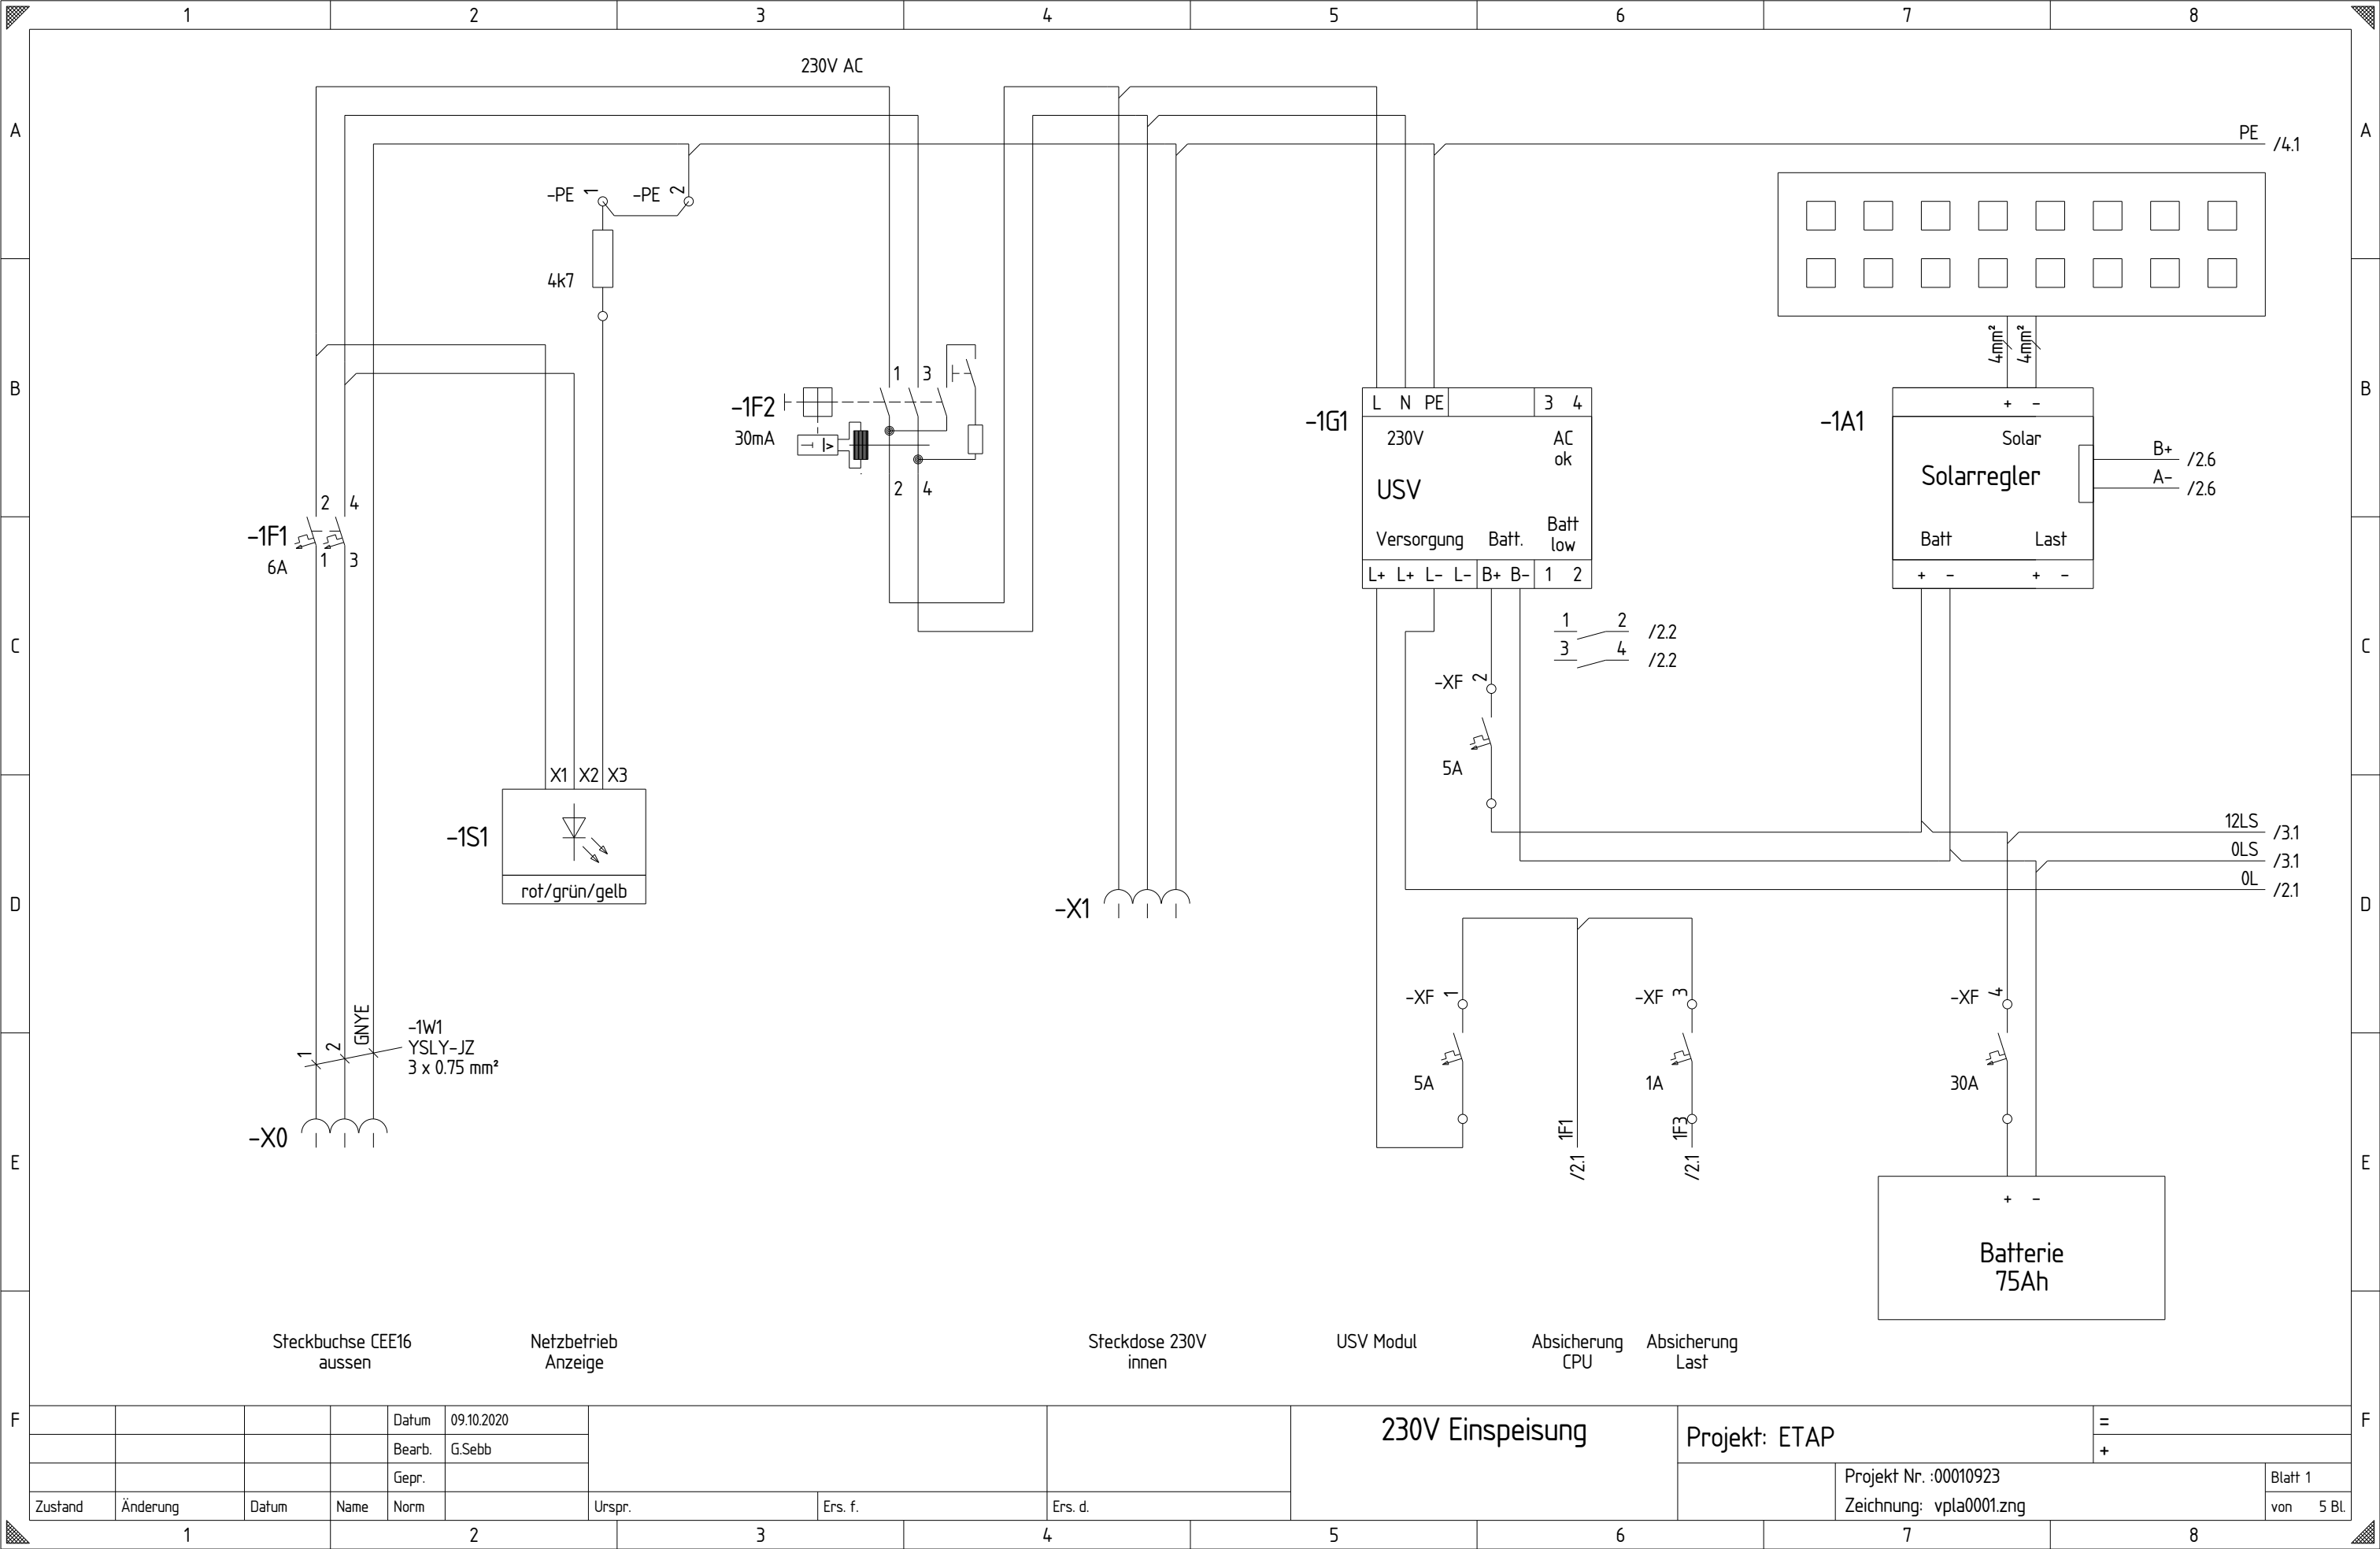 1 2 3 4 5 6 7 8
A
B
C
D
E
F
A
B
C
D
E
F
230V AC
PE
/4.1
-PE 1 -PE 2
4k7
4mm² 4mm²
-1F2
30mA
1 3
2 4
-1F1
6A
2 4
1 3
-1G1
L N PE 3 4
230V
AC
ok
USV
Versorgung
Batt.
Batt
low
L+ L+ L- L- B+ B- 1 2
1 2 /2.2
3 4 /2.2
-1A1
+ -
Solar
Solarregler
Batt
Last
+ - + -
B+ /2.6
A- /2.6
-XF 2
5A
X1 X2 X3
-1S1
rot/grün/gelb
12LS /3.1
0LS /3.1
0L /2.1
-X1
-XF 1
5A
1F1
/2.1
-XF 3
1A
1F3
/2.1
-XF 4
30A
1 2 GNYE
-1W1
YSLY-JZ
3 x 0.75 mm²
-X0
+ -
Batterie
75Ah
Steckbuchse CEE16
aussen
Netzbetrieb
Anzeige
Steckdose 230V
innen
USV Modul
Absicherung
CPU
Absicherung
Last
Datum 09.10.2020
Bearb. G.Sebb
Gepr.
Zustand Änderung Datum Name Norm
Urspr. Ers. f. Ers. d.
230V Einspeisung
Projekt: ETAP
=
+
Projekt Nr. :00010923
Zeichnung: vpla0001.zng
Blatt 1
von 5 Bl.
1 2 3 4 5 6 7 8